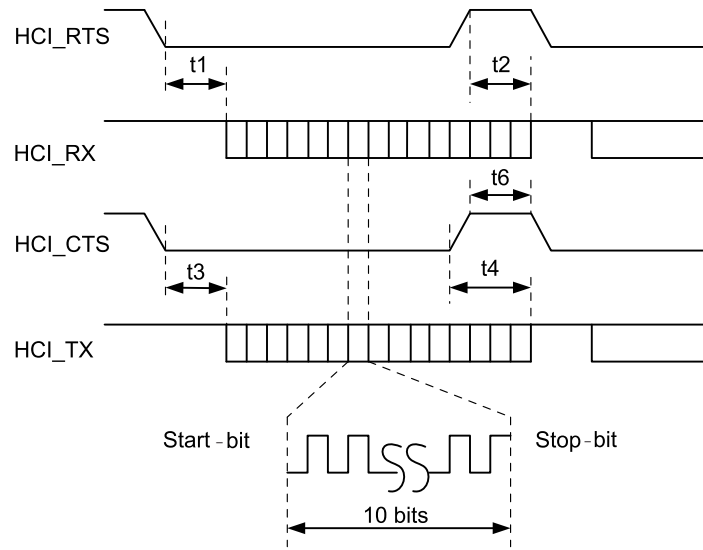 HCI_RTS
t1
t2
HCI_RX
t6
HCI_CTS
t3
t4
HCI_TX
Start-bit
Stop-bit
10 bits